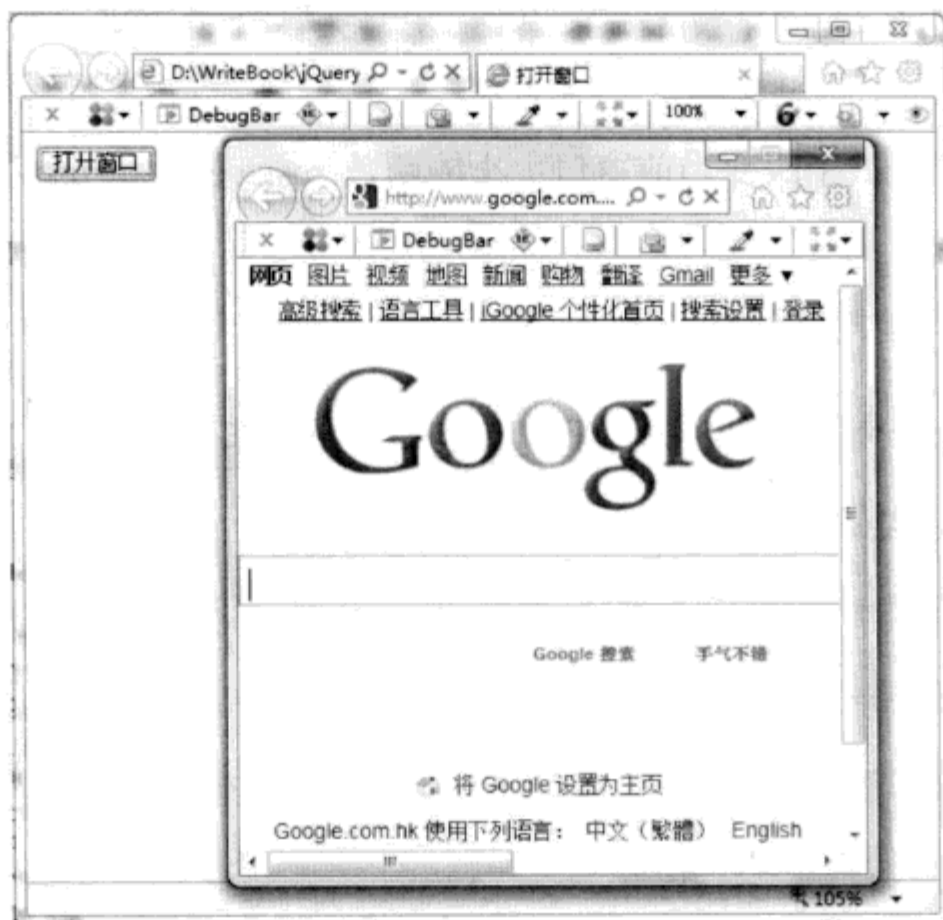 D:\WriteBook\jQuery
打开窗口
DebugBar
100%
打开窗口
http://www.google.com....
DebugBar
网页 图片 视频 地图 新闻 购物 翻译 Gmail 更多 ▼
高级搜索 | 语言工具 | iGoogle 个性化首页 | 搜索设置 | 登录
Google
Google 搜索 手气不错
将 Google 设置为主页
Google.com.hk 使用下列语言： 中文（繁體） English
105%